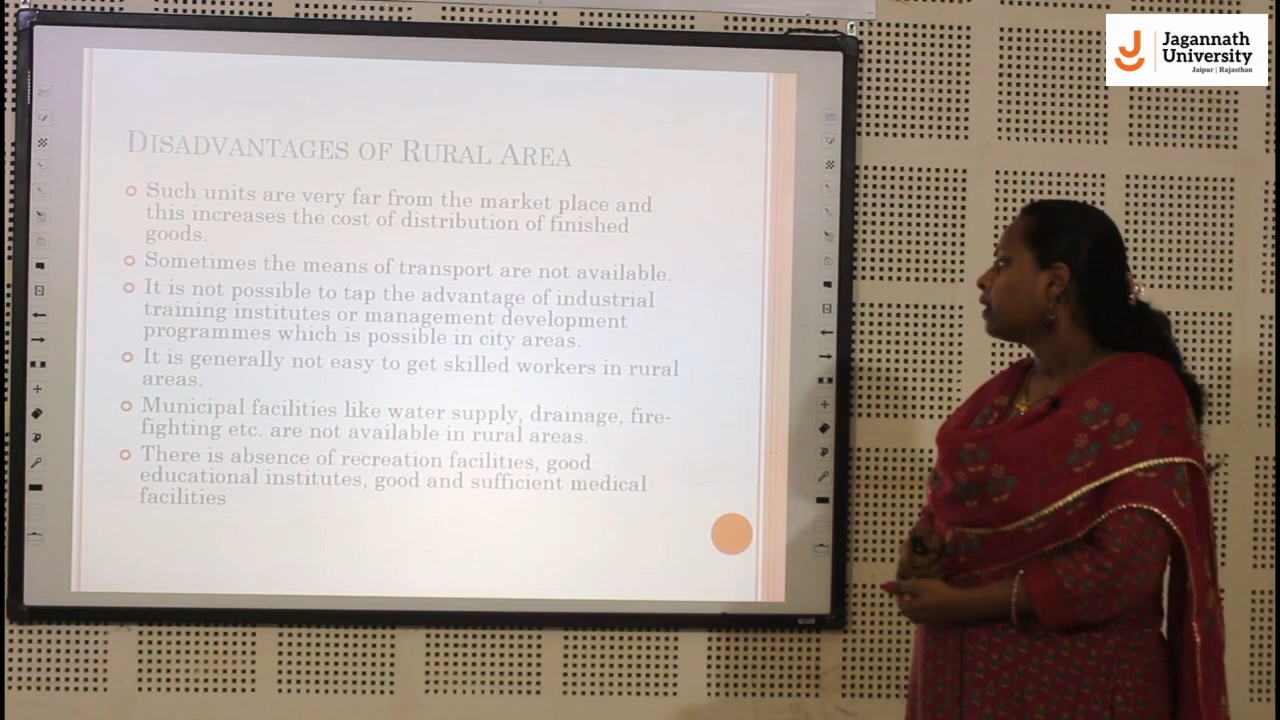 Jagannath
University
Jaipur | Rajasthan
DISADVANTAGES OF RURAL AREA
Such units are very far from the market place and
this increases the cost of distribution of finished
goods.
Sometimes the means of transport are not available.
It is not possible to tap the advantage of industrial
training institutes or management development
programmes which is possible in city areas.
It is generally not easy to get skilled workers in rural
areas.
Municipal facilities like water supply, drainage, fire-
fighting etc. are not available in rural areas.
There is absence of recreation facilities, good
educational institutes, good and sufficient medical
facilities